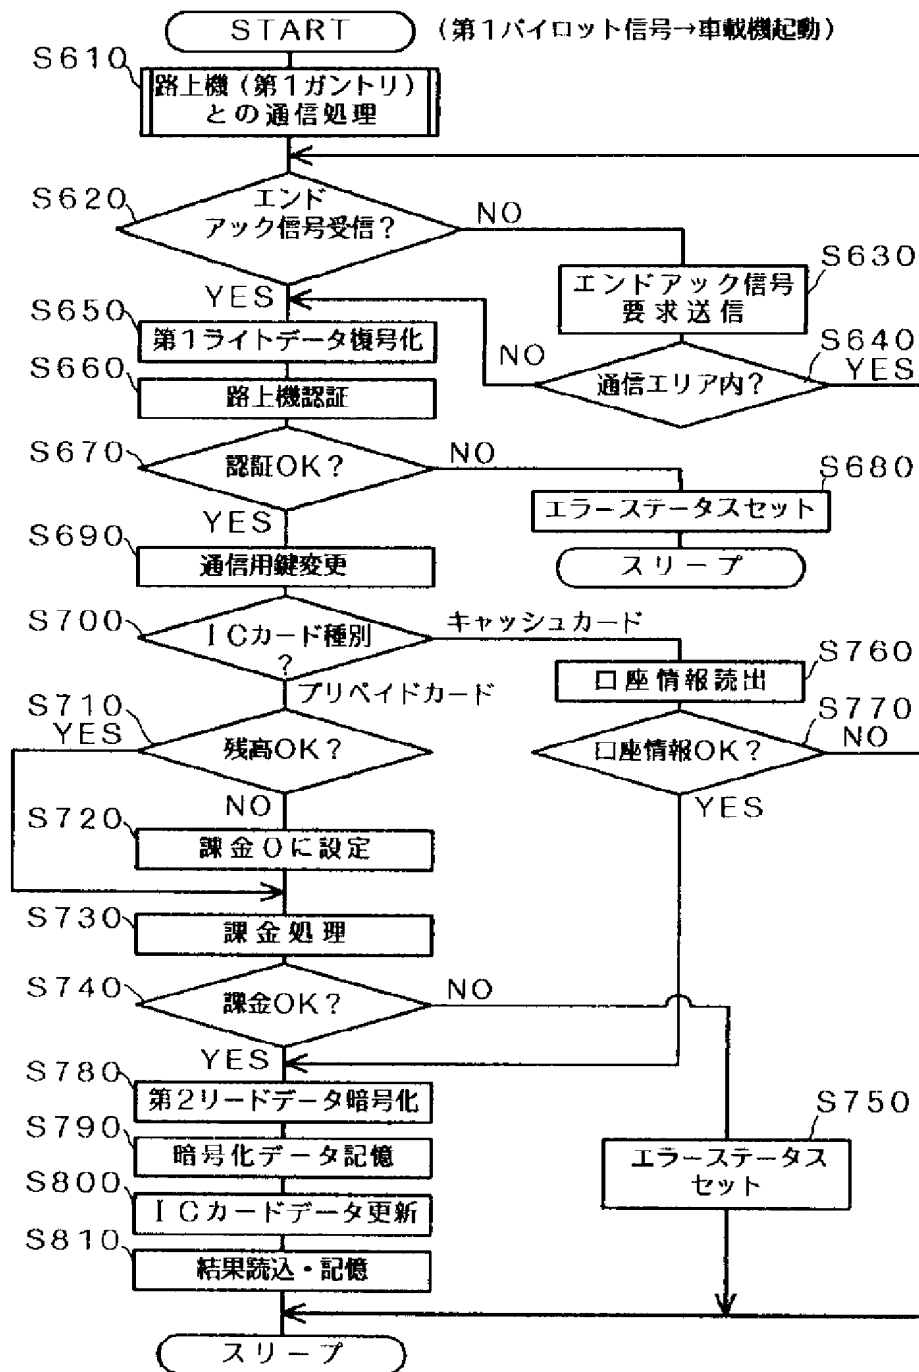 START
(第1パイロット信号→車載機起動)
S610
路上機(第1ガントリ)
との通信処理
S620
エンド
アック信号受信?
NO
YES
S630
エンドアック信号
要求送信
S640
通信エリア内?
NO
YES
S650
第1ライトデータ復号化
S660
路上機認証
S670
認証OK?
NO
YES
S680
エラーステータスセット
スリープ
S690
通信用鍵変更
S700
ICカード種別
?
キャッシュカード
プリペイドカード
S710
YES
残高OK?
NO
S760
口座情報読出
S770
口座情報OK?
NO
YES
S720
課金0に設定
S730
課金処理
S740
課金OK?
NO
YES
S750
エラーステータス
セット
S780
第2リードデータ暗号化
S790
暗号化データ記憶
S800
ICカードデータ更新
S810
結果読込・記憶
スリープ